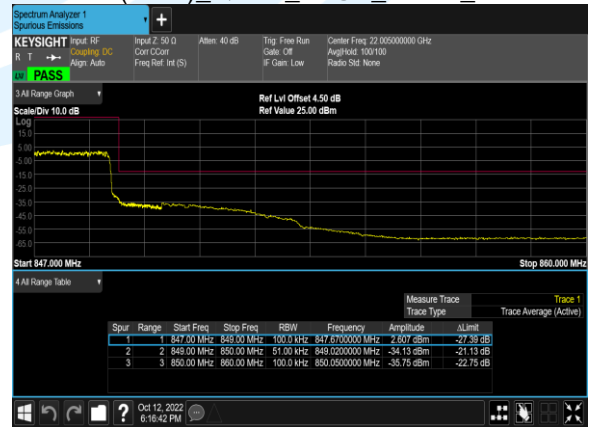 Spectrum Analyzer 1
Spurious Emissions
KEYSIGHT Input: RF Input Z: 50 Ω Atten: 40 dB Trig: Free Run Center Freq: 22.005000000 GHz
R T Coupling: DC Corr CCorr Gate: Off Avg|Hold: 100/100
Align: Auto Freq Ref: Int (S) IF Gain: Low Radio Std: None
PASS
3 All Range Graph
Ref Lvl Offset 4.50 dB
Scale/Div 10.0 dB Ref Value 25.00 dBm
Log
15.0
5.00
-5.00
-15.0
-25.0
-35.0
-45.0
-55.0
-65.0
Start 847.000 MHz Stop 860.000 MHz
4 All Range Table
Measure Trace Trace 1
Trace Type Trace Average (Active)
Spur Range Start Freq Stop Freq RBW Frequency Amplitude ΔLimit
1 1 847.00 MHz 849.00 MHz 100.0 kHz 847.6700000 MHz 2.607 dBm -27.39 dB
2 2 849.00 MHz 850.00 MHz 51.00 kHz 849.0200000 MHz -34.13 dBm -21.13 dB
3 3 850.00 MHz 860.00 MHz 100.0 kHz 850.0500000 MHz -35.75 dBm -22.75 dB
Oct 12, 2022
6:16:42 PM